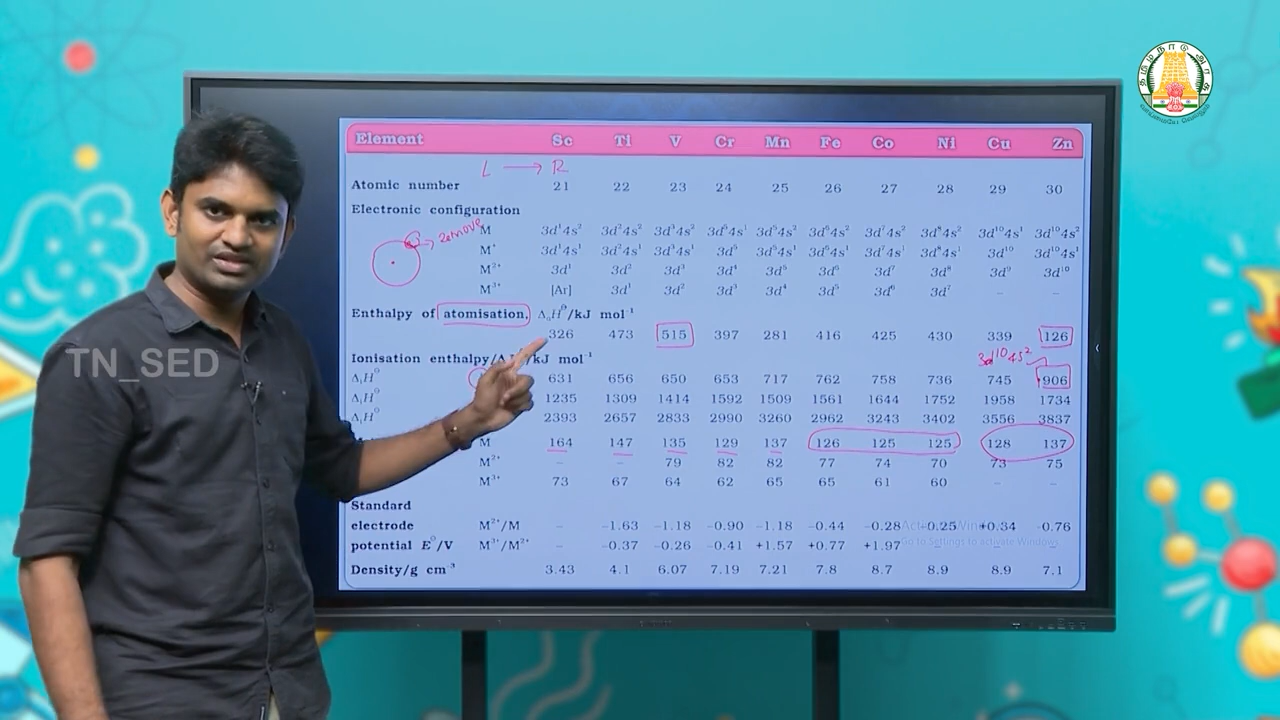 தமிழ்நாடு அரசு
வாய்மையே வெல்லும்
TN_SED
Element Sc Ti V Cr Mn Fe Co Ni Cu Zn
L → R
Atomic number 21 22 23 24 25 26 27 28 29 30
Electronic configuration
remove
M 3d¹4s² 3d²4s² 3d³4s² 3d⁵4s¹ 3d⁵4s² 3d⁶4s² 3d⁷4s² 3d⁸4s² 3d¹⁰4s¹ 3d¹⁰4s²
M⁺ 3d¹4s¹ 3d²4s¹ 3d³4s¹ 3d⁵ 3d⁵4s¹ 3d⁶4s¹ 3d⁷4s¹ 3d⁸4s¹ 3d¹⁰ 3d¹⁰4s¹
M²⁺ 3d¹ 3d² 3d³ 3d⁴ 3d⁵ 3d⁶ 3d⁷ 3d⁸ 3d⁹ 3d¹⁰
M³⁺ [Ar] 3d¹ 3d² 3d³ 3d⁴ 3d⁵ 3d⁶ 3d⁷ – –
Enthalpy of atomisation, ΔₐH⊖/kJ mol⁻¹
326 473 515 397 281 416 425 430 339 126
3d¹⁰4s²
Ionisation enthalpy/ /kJ mol⁻¹
ΔᵢH⊖ 631 656 650 653 717 762 758 736 745 906
ΔᵢH⊖ 1235 1309 1414 1592 1509 1561 1644 1752 1958 1734
ΔᵢH⊖ 2393 2657 2833 2990 3260 2962 3243 3402 3556 3837
M 164 147 135 129 137 126 125 125 128 137
M²⁺ – – 79 82 82 77 74 70 73 75
M³⁺ 73 67 64 62 65 65 61 60 – –
Standard
electrode M²⁺/M – –1.63 –1.18 –0.90 –1.18 –0.44 –0.28 –0.25 +0.34 -0.76
potential E⊖/V M³⁺/M²⁺ – –0.37 –0.26 –0.41 +1.57 +0.77 +1.97 – – –
Activate Windows
Go to Settings to activate Windows.
Density/g cm⁻³ 3.43 4.1 6.07 7.19 7.21 7.8 8.7 8.9 8.9 7.1